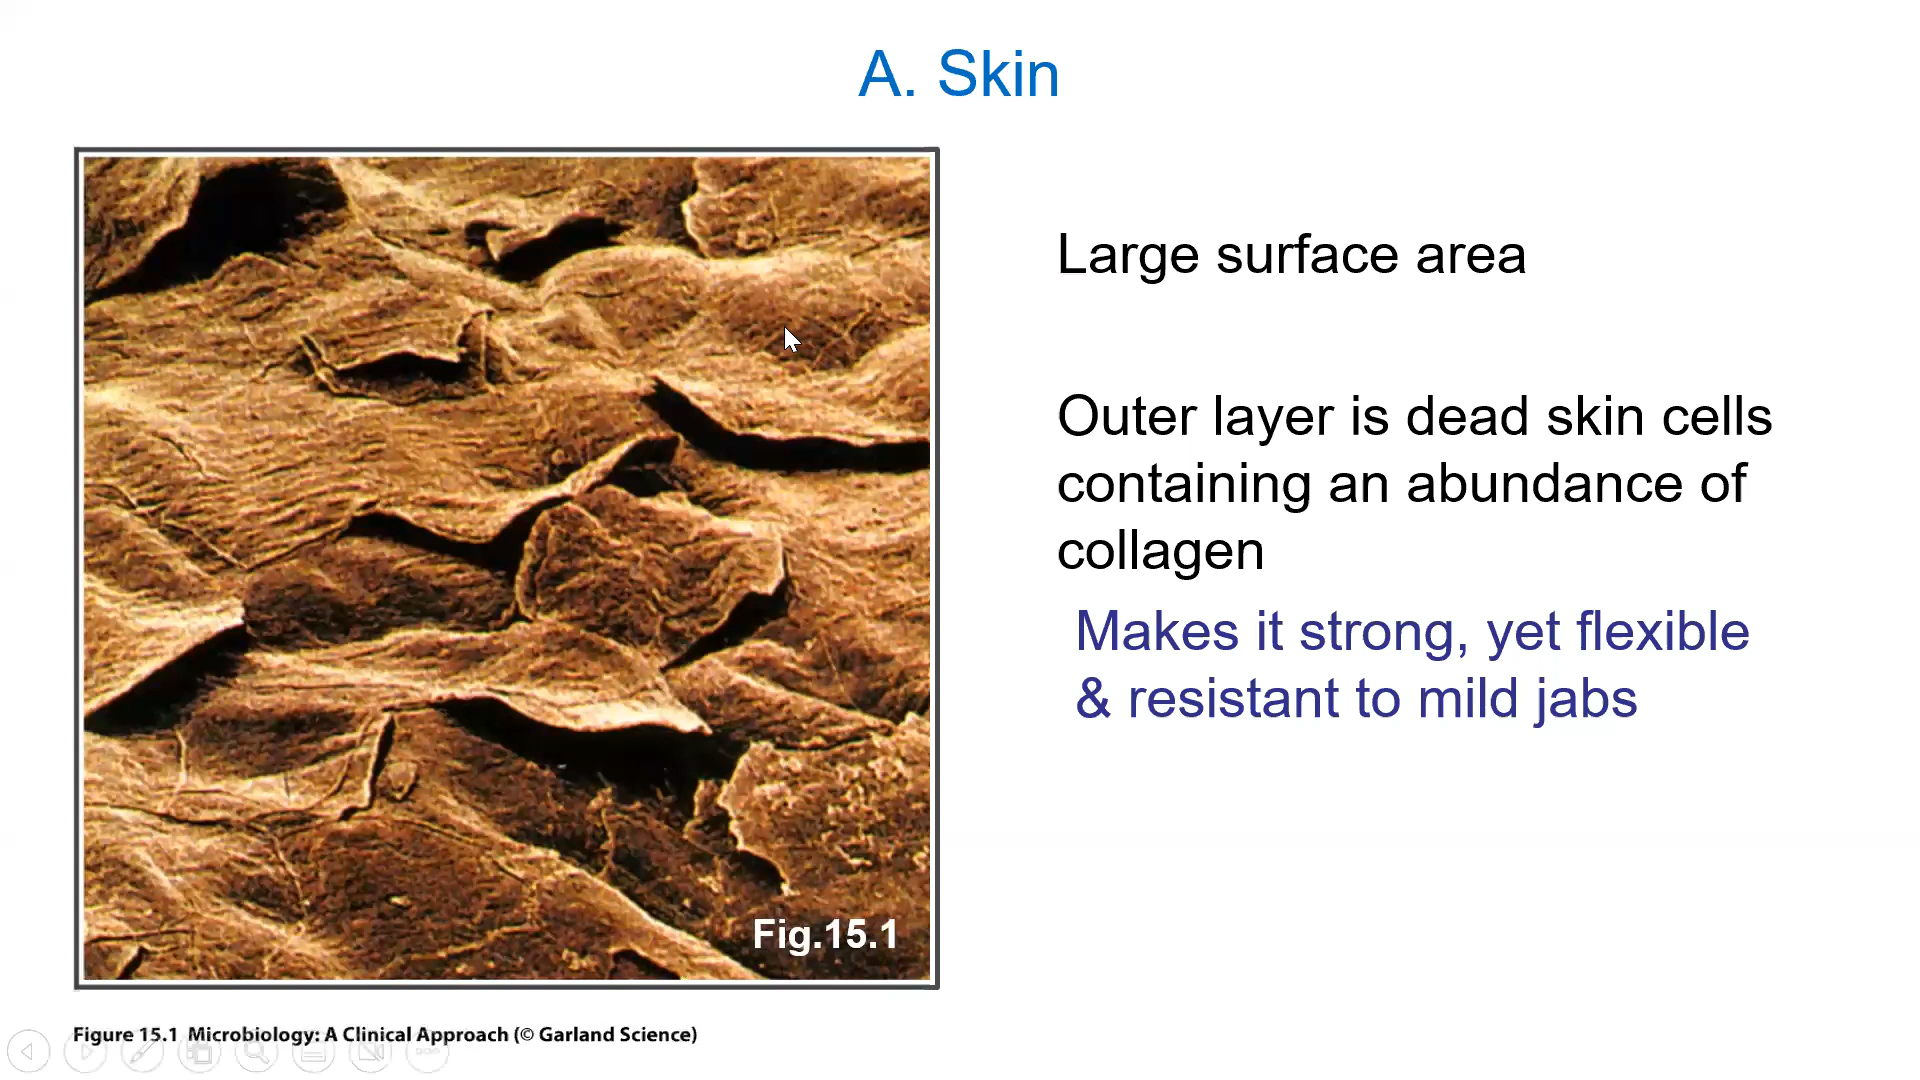 A. Skin
Large surface area
Outer layer is dead skin cells
containing an abundance of
collagen
Makes it strong, yet flexible
& resistant to mild jabs
Fig.15.1
Figure 15.1 Microbiology: A Clinical Approach (© Garland Science)